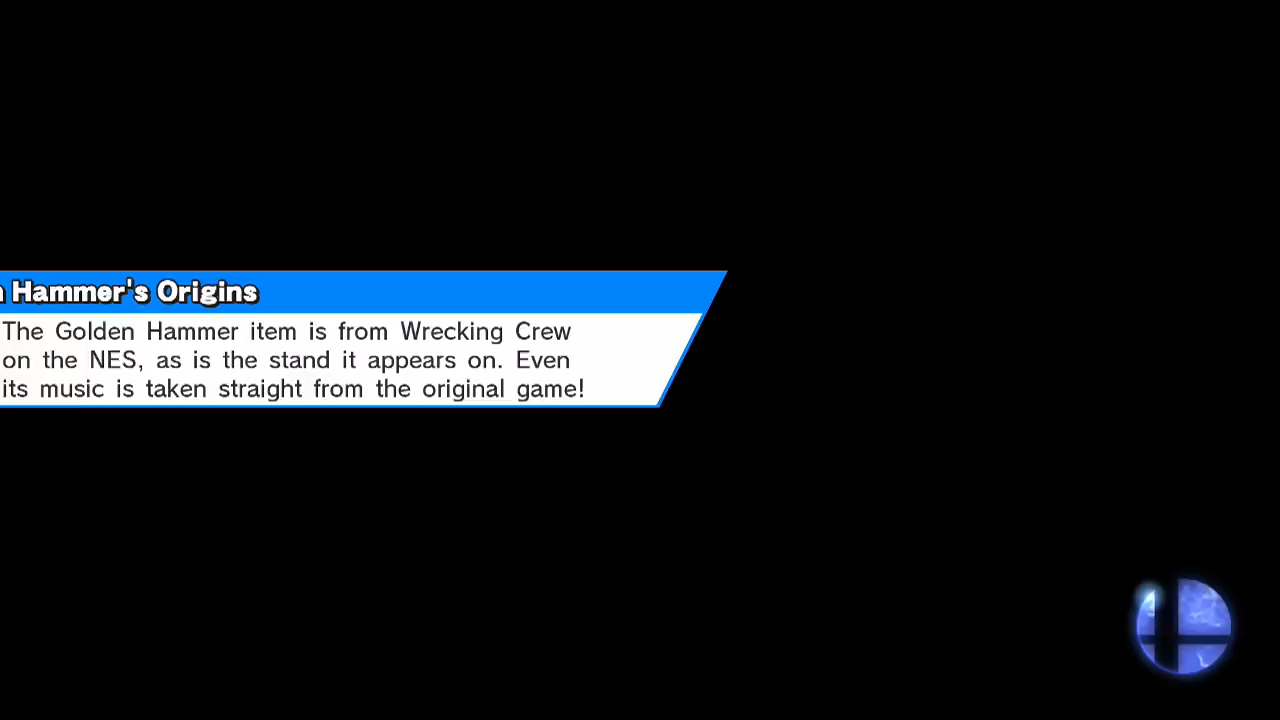 Hammer's Origins
The Golden Hammer item is from Wrecking Crew
on the NES, as is the stand it appears on. Even
its music is taken straight from the original game!